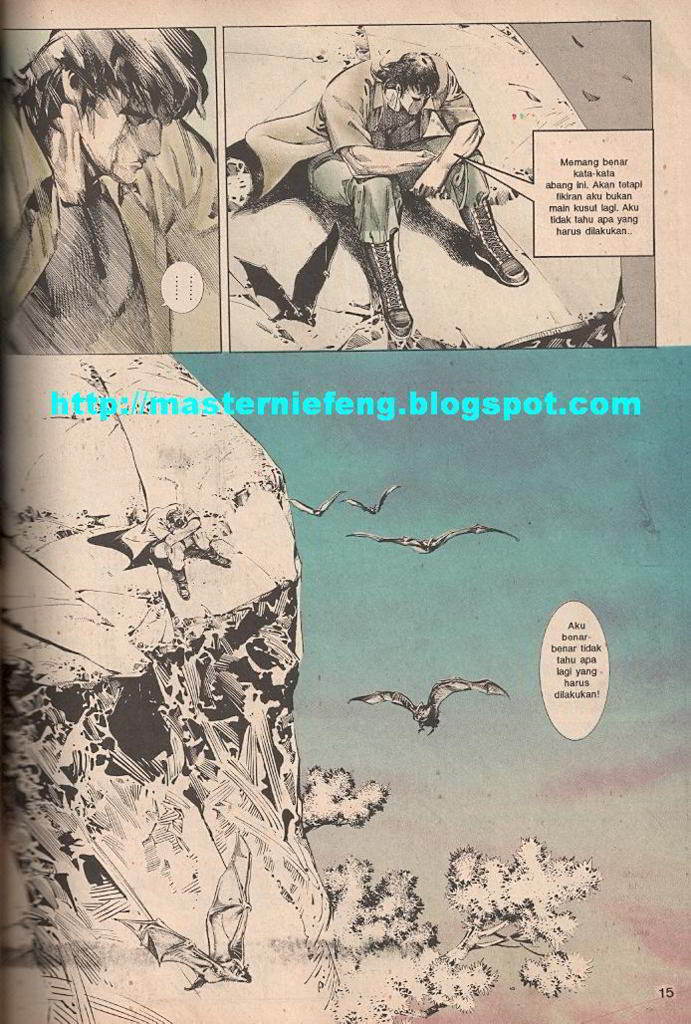 Memang benar
kata-kata
abang ini. Akan tetapi
fikiran aku bukan
main kusut lagi. Aku
tidak tahu apa yang
harus dilakukan..
http://masterniefeng.blogspot.com
Aku
benar-
benar tidak
tahu apa
lagi yang
harus
dilakukan!
15